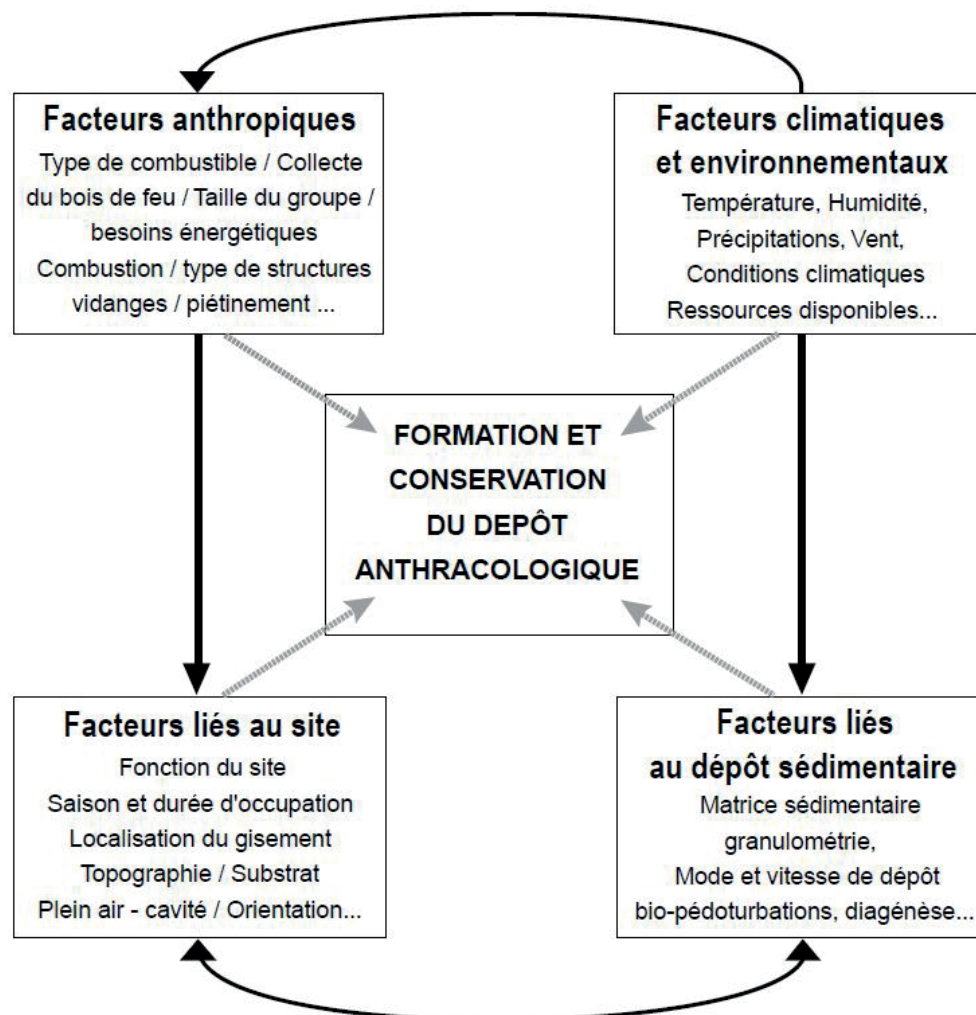 Facteurs anthropiques
Type de combustible / Collecte
du bois de feu / Taille du groupe /
besoins énergétiques
Combustion / type de structures
vidanges / piétinement ...
Facteurs climatiques
et environnementaux
Température, Humidité,
Précipitations, Vent,
Conditions climatiques
Ressources disponibles...
FORMATION ET
CONSERVATION
DU DEPÔT
ANTHRACOLOGIQUE
Facteurs liés au site
Fonction du site
Saison et durée d'occupation
Localisation du gisement
Topographie / Substrat
Plein air - cavité / Orientation...
Facteurs liés
au dépôt sédimentaire
Matrice sédimentaire
granulométrie,
Mode et vitesse de dépôt
bio-pédoturbations, diagénèse...